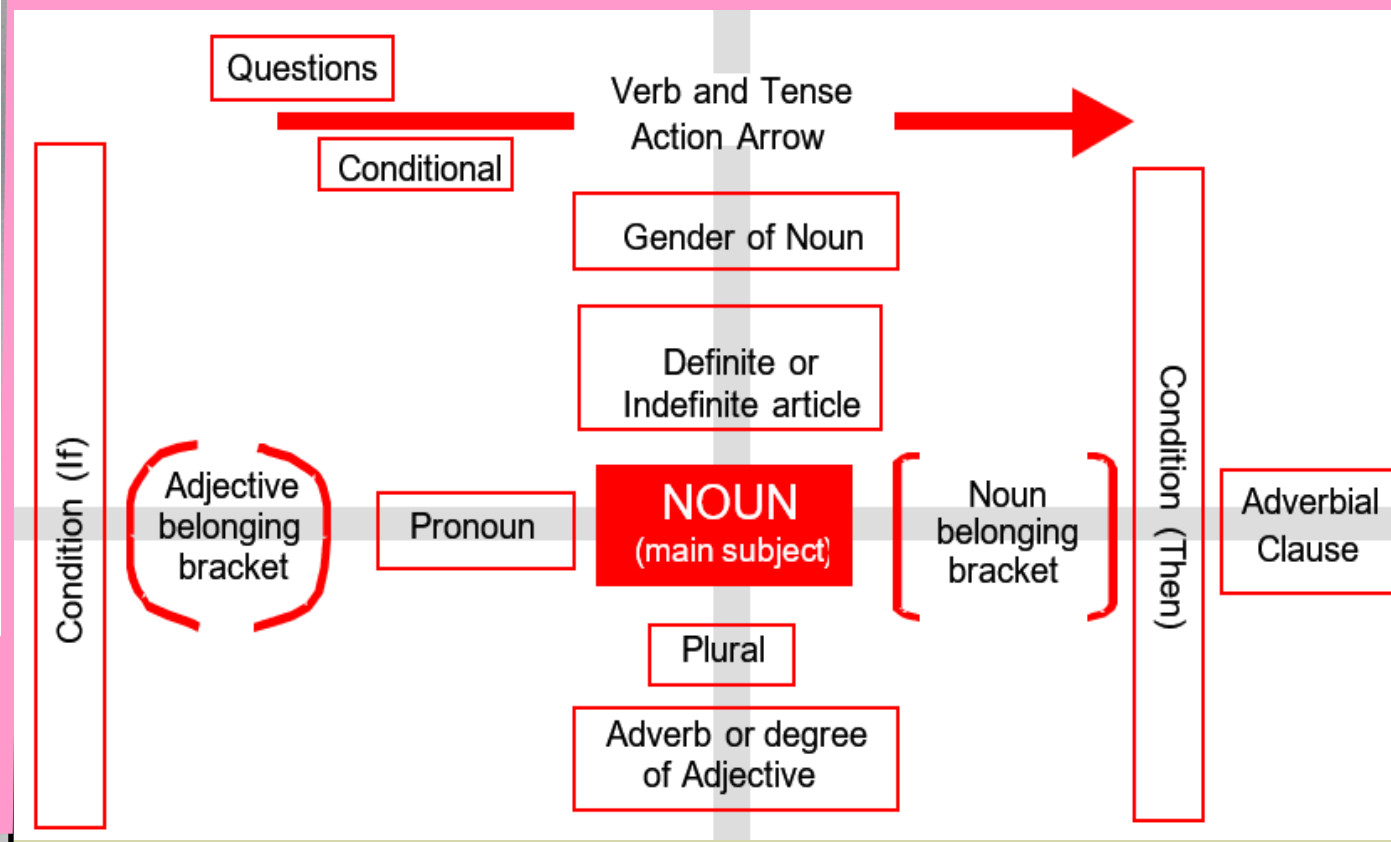 Questions
Verb and Tense
Action Arrow
Conditional
Gender of Noun
Definite or
Indefinite article
Condition (If)
Adjective
belonging
bracket
Pronoun
NOUN
(main subject)
Noun
belonging
bracket
Condition (Then)
Adverbial
Clause
Plural
Adverb or degree
of Adjective